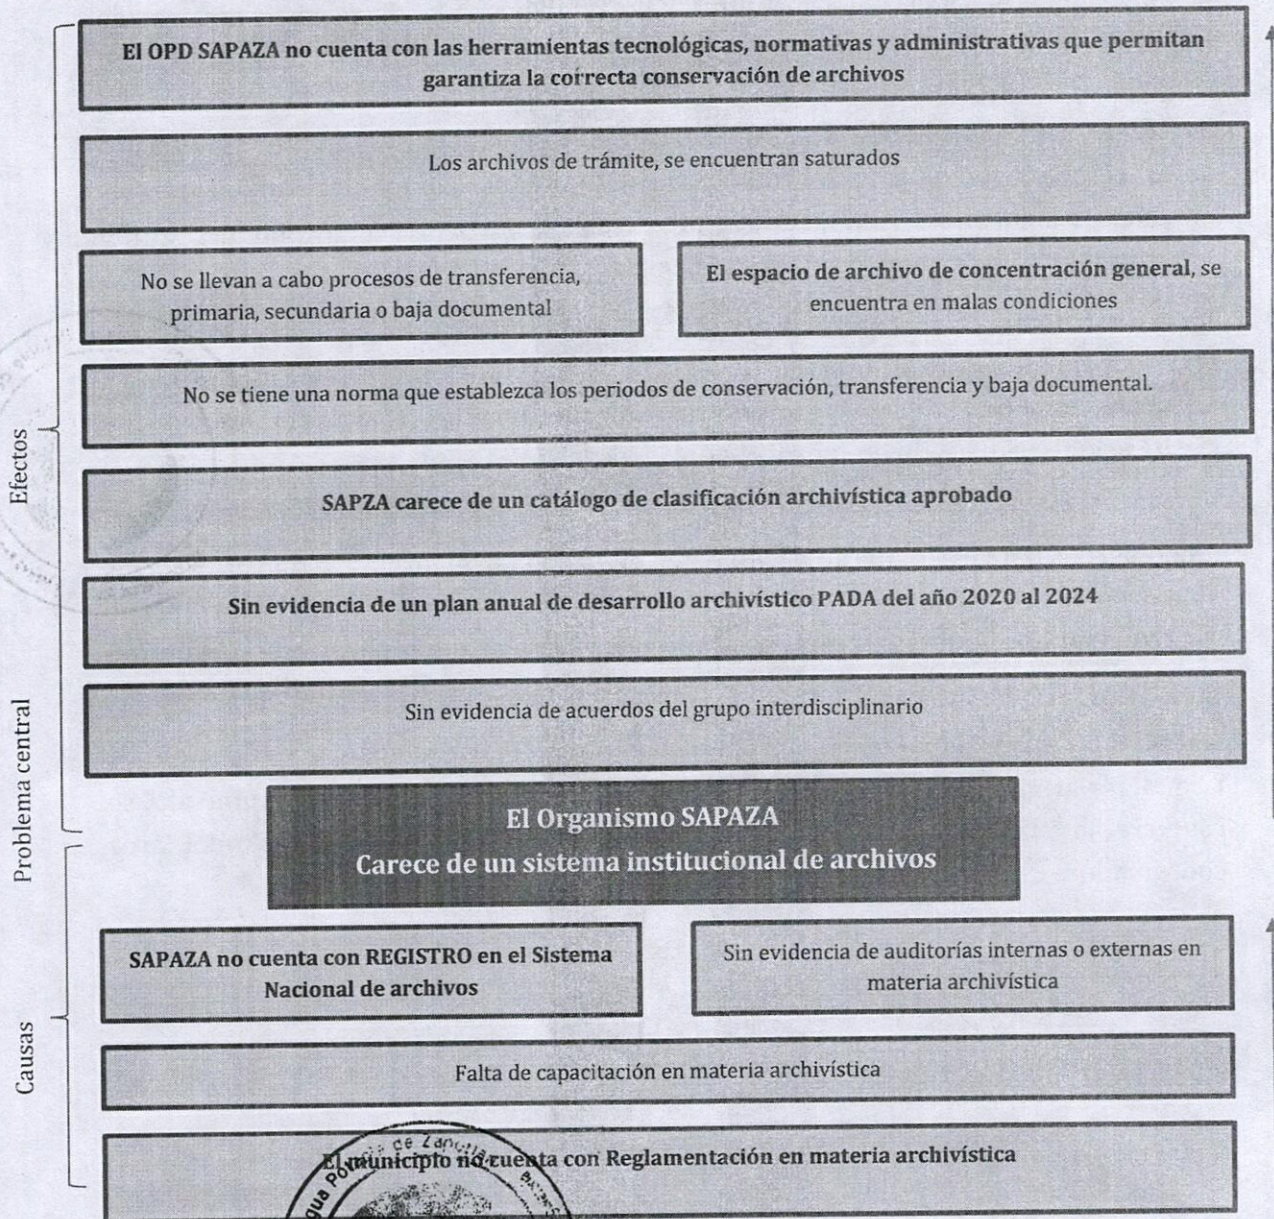 El OPD SAPAZA no cuenta con las herramientas tecnológicas, normativas y administrativas que permitan
garantiza la correcta conservación de archivos
Los archivos de trámite, se encuentran saturados
No se llevan a cabo procesos de transferencia,
primaria, secundaria o baja documental
El espacio de archivo de concentración general, se
encuentra en malas condiciones
No se tiene una norma que establezca los periodos de conservación, transferencia y baja documental.
Efectos
SAPZA carece de un catálogo de clasificación archivística aprobado
Sin evidencia de un plan anual de desarrollo archivístico PADA del año 2020 al 2024
Sin evidencia de acuerdos del grupo interdisciplinario
Problema central
El Organismo SAPAZA
Carece de un sistema institucional de archivos
SAPAZA no cuenta con REGISTRO en el Sistema
Nacional de archivos
Sin evidencia de auditorías internas o externas en
materia archivística
Causas
Falta de capacitación en materia archivística
El municipio no cuenta con Reglamentación en materia archivística